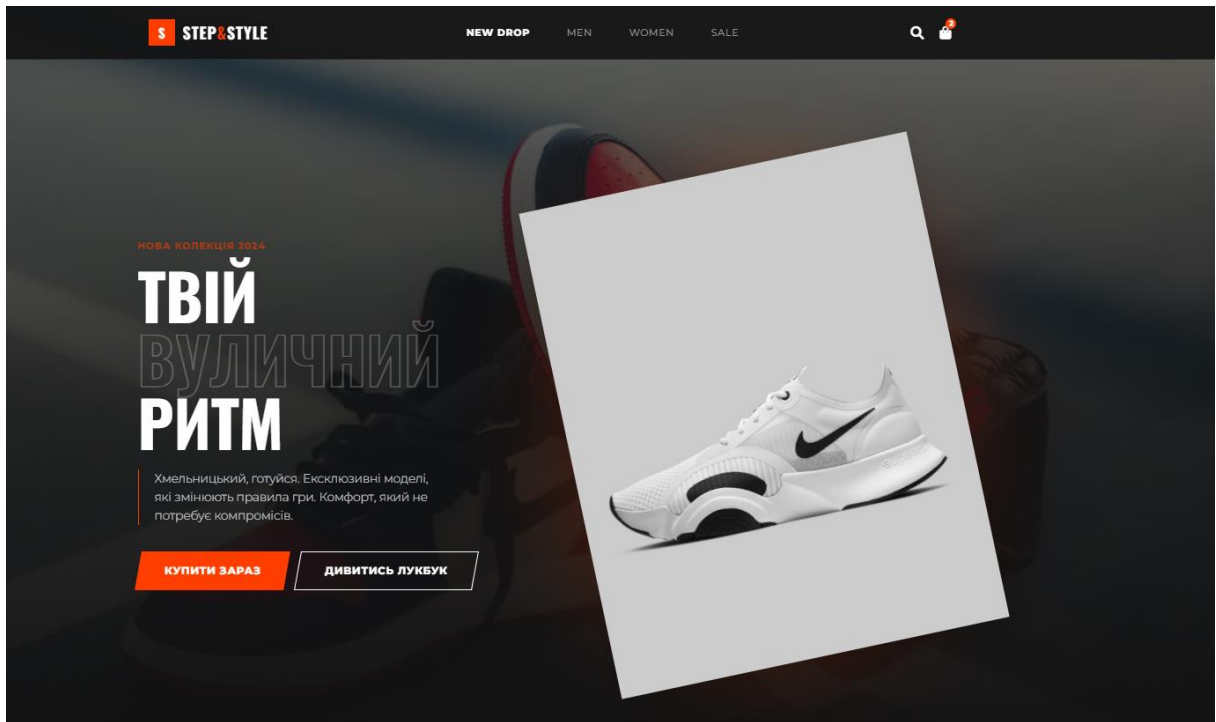 S STEP&STYLE
NEW DROP MEN WOMEN SALE
2
НОВА КОЛЕКЦІЯ 2024
ТВІЙ
ВУЛИЧНИЙ
РИТМ
Хмельницький, готуйся. Ексклюзивні моделі,
які змінюють правила гри. Комфорт, який не
потребує компромісів.
КУПИТИ ЗАРАЗ ДИВИТИСЬ ЛУКБУК